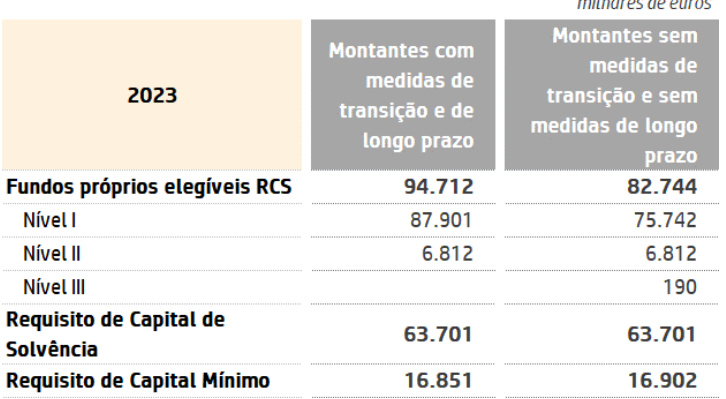 milhares de euros
2023
Montantes com
medidas de
transição e de
longo prazo
Montantes sem
medidas de
transição e sem
medidas de longo
prazo
Fundos próprios elegíveis RCS 94.712 82.744
Nível I 87.901 75.742
Nível II 6.812 6.812
Nível III 190
Requisito de Capital de
Solvência 63.701 63.701
Requisito de Capital Mínimo 16.851 16.902